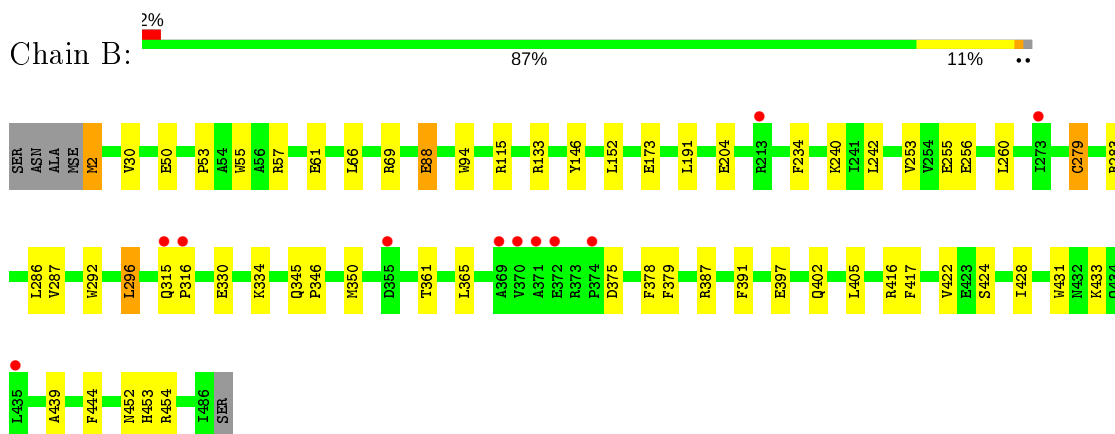 2%
Chain B:
87%
11%
••
SER ASN ALA MSE M2 V30 E50 P53 A54 W55 A56 R57 E61 L66 R69 E88 W94 R115 R133 Y146 L152 E173 L191 E204 R213 F234 K240 I241 L242 V253 V254 E255 E256 L260 I273 C279
L286 V287 W292 L296 Q315 P316 E330 K334 Q345 P346 M350 D355 T361 L365 A369 V370 A371 E372 R373 P374 D375 F378 F379 R387 F391 E397 Q402 L405 R416 F417 V422 E423 S424 I428 W431 N432 K433
L435 A439 F444 N452 H453 R454 I486 SER